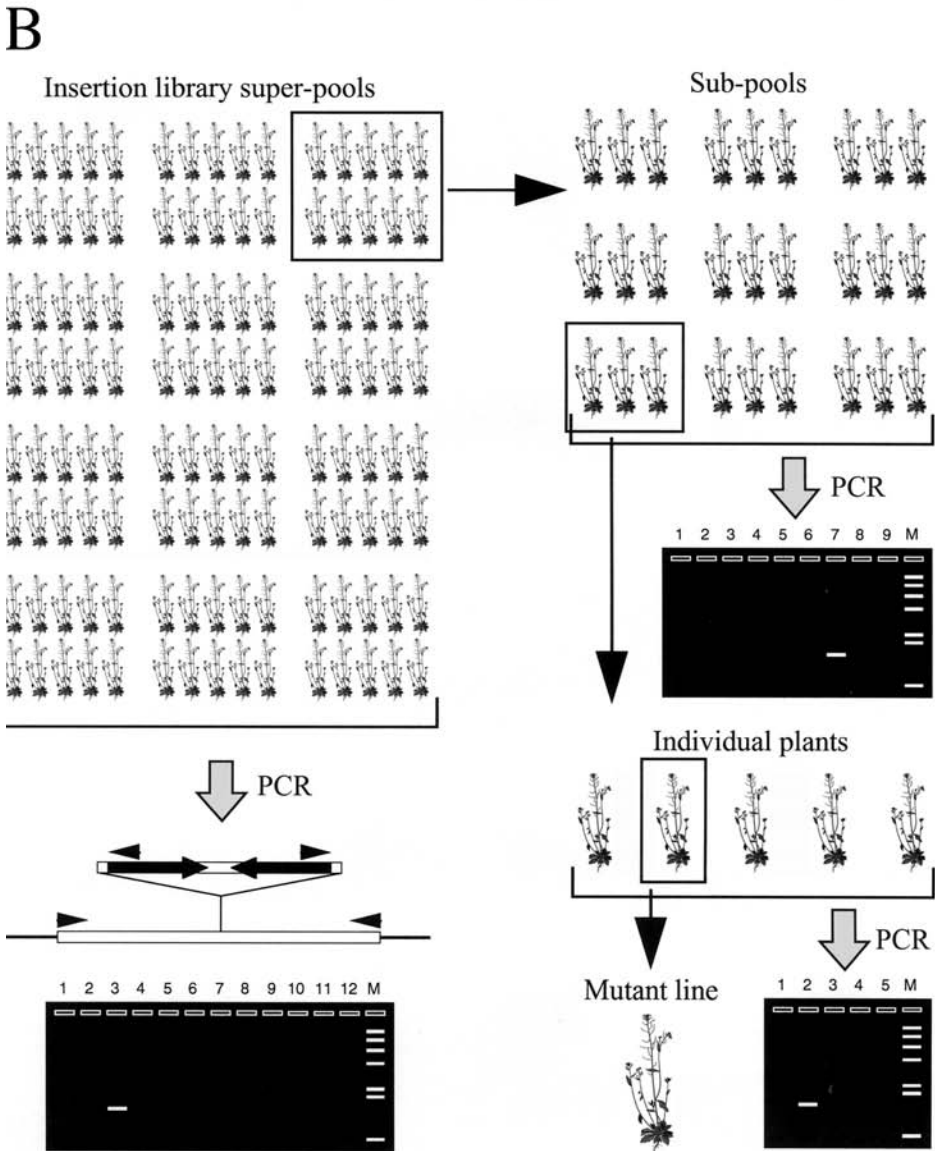 B
Insertion library super-pools
Sub-pools
PCR
1 2 3 4 5 6 7 8 9 M
Individual plants
PCR
1 2 3 4 5 6 7 8 9 10 11 12 M
PCR
Mutant line
1 2 3 4 5 M